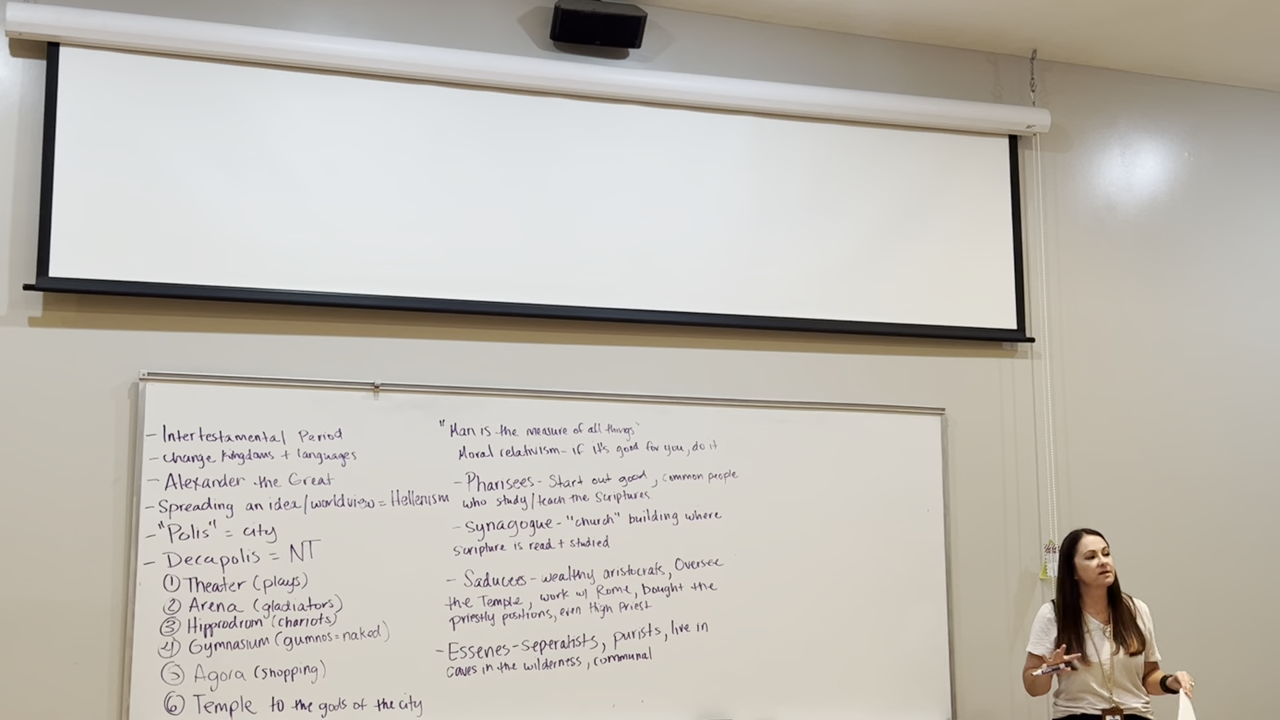 - Intertestamental Period
- Change kingdoms + languages
- Alexander the Great
- Spreading an idea/worldview = Hellenism
- "Polis" = city
- Decapolis = NT
① Theater (plays)
② Arena (gladiators)
③ Hipprodrom (chariots)
④ Gymnasium (gumnos=naked)
⑤ Agora (shopping)
⑥ Temple to the gods of the city
"Man is the measure of all things"
Moral relativism - if it's good for you, do it
- Pharisees - Start out good, common people
who study/teach the Scriptures
- Synagogue - "church" building where
scripture is read + studied
- Saducees - wealthy aristocrats, Oversee
the Temple, work w/ Rome, bought the
priestly positions, even High Priest
- Essenes - seperatists, purists, live in
caves in the wilderness, communal